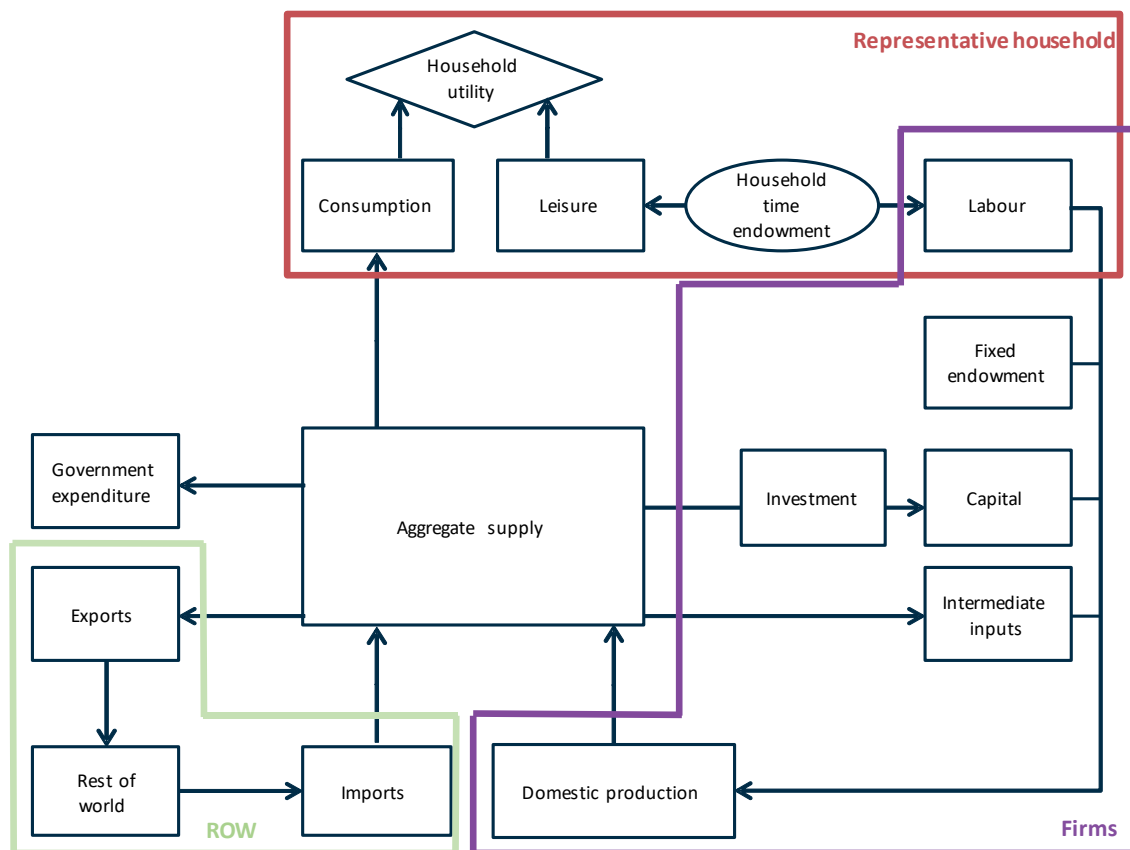 Representative household
Household
utility
Consumption
Leisure
Household
time
endowment
Labour
Fixed
endowment
Government
expenditure
Aggregate supply
Investment
Capital
Exports
Intermediate
inputs
Rest of
world
Imports
Domestic production
ROW
Firms